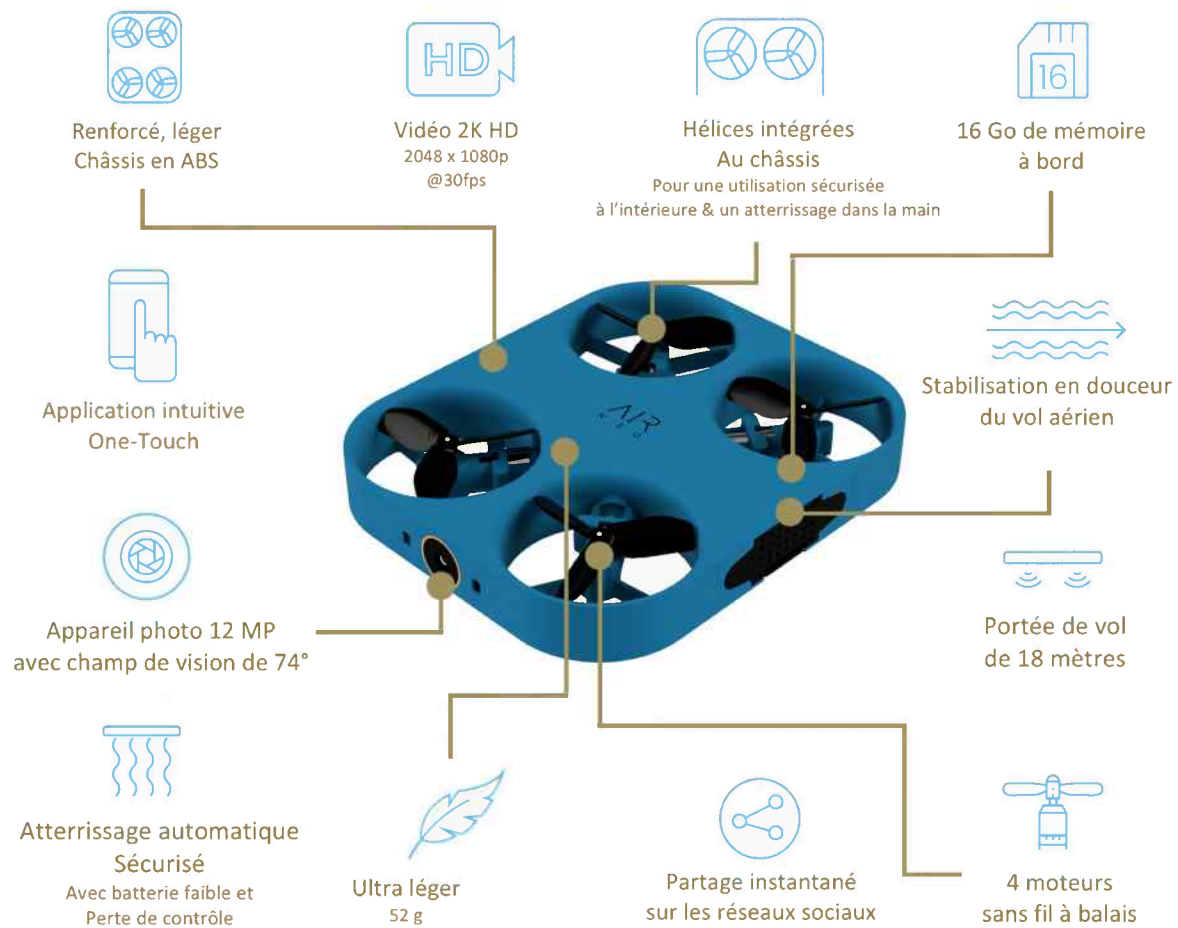 HD
16
Renforcé, léger
Châssis en ABS
Vidéo 2K HD
2048 x 1080p
@30fps
Hélices intégrées
Au châssis
Pour une utilisation sécurisée
à l'intérieure & un atterrissage dans la main
16 Go de mémoire
à bord
Application intuitive
One-Touch
Stabilisation en douceur
du vol aérien
AIR
Appareil photo 12 MP
avec champ de vision de 74°
Portée de vol
de 18 mètres
Atterrissage automatique
Sécurisé
Avec batterie faible et
Perte de contrôle
Ultra léger
52 g
Partage instantané
sur les réseaux sociaux
4 moteurs
sans fil à balais